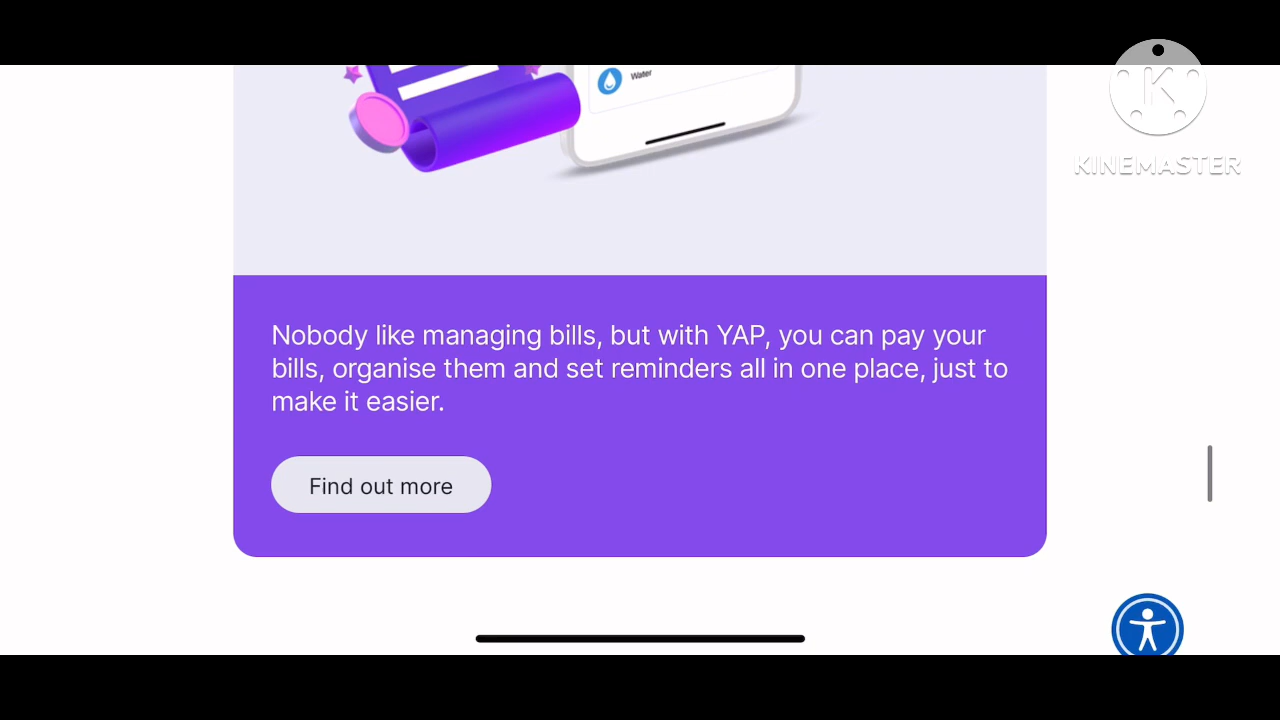 Water
KINEMASTER
Nobody like managing bills, but with YAP, you can pay your
bills, organise them and set reminders all in one place, just to
make it easier.
Find out more